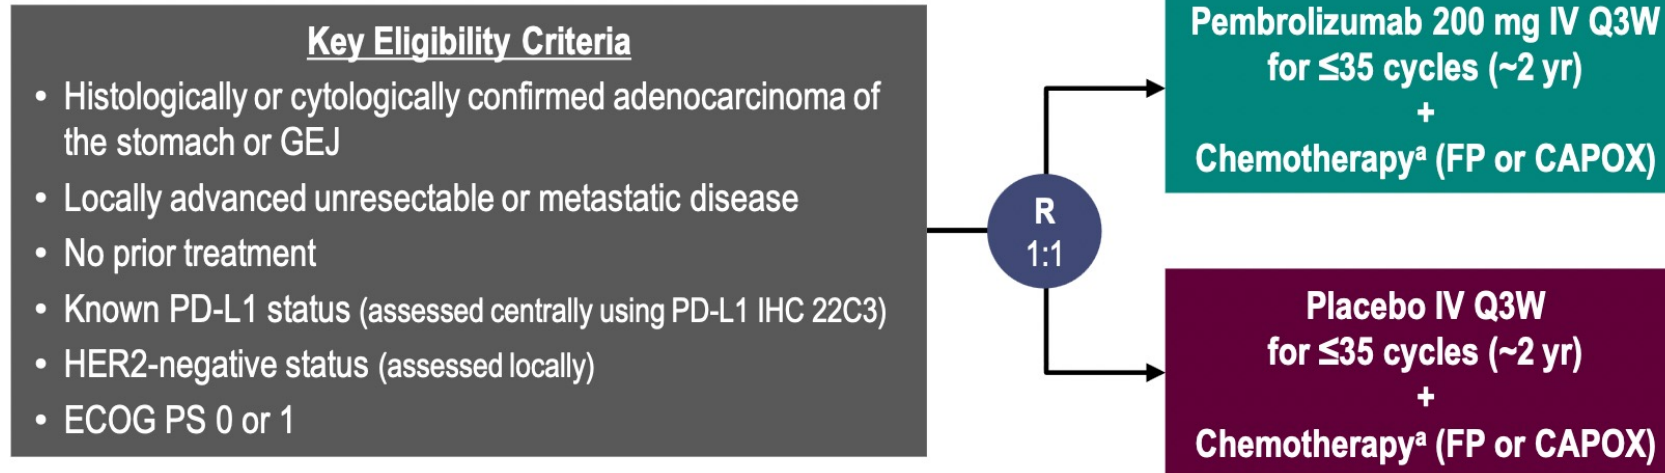 Key Eligibility Criteria
• Histologically or cytologically confirmed adenocarcinoma of
the stomach or GEJ
• Locally advanced unresectable or metastatic disease
• No prior treatment
• Known PD-L1 status (assessed centrally using PD-L1 IHC 22C3)
• HER2-negative status (assessed locally)
• ECOG PS 0 or 1
R
1:1
Pembrolizumab 200 mg IV Q3W
for ≤35 cycles (~2 yr)
+
Chemotherapyᵃ (FP or CAPOX)
Placebo IV Q3W
for ≤35 cycles (~2 yr)
+
Chemotherapyᵃ (FP or CAPOX)